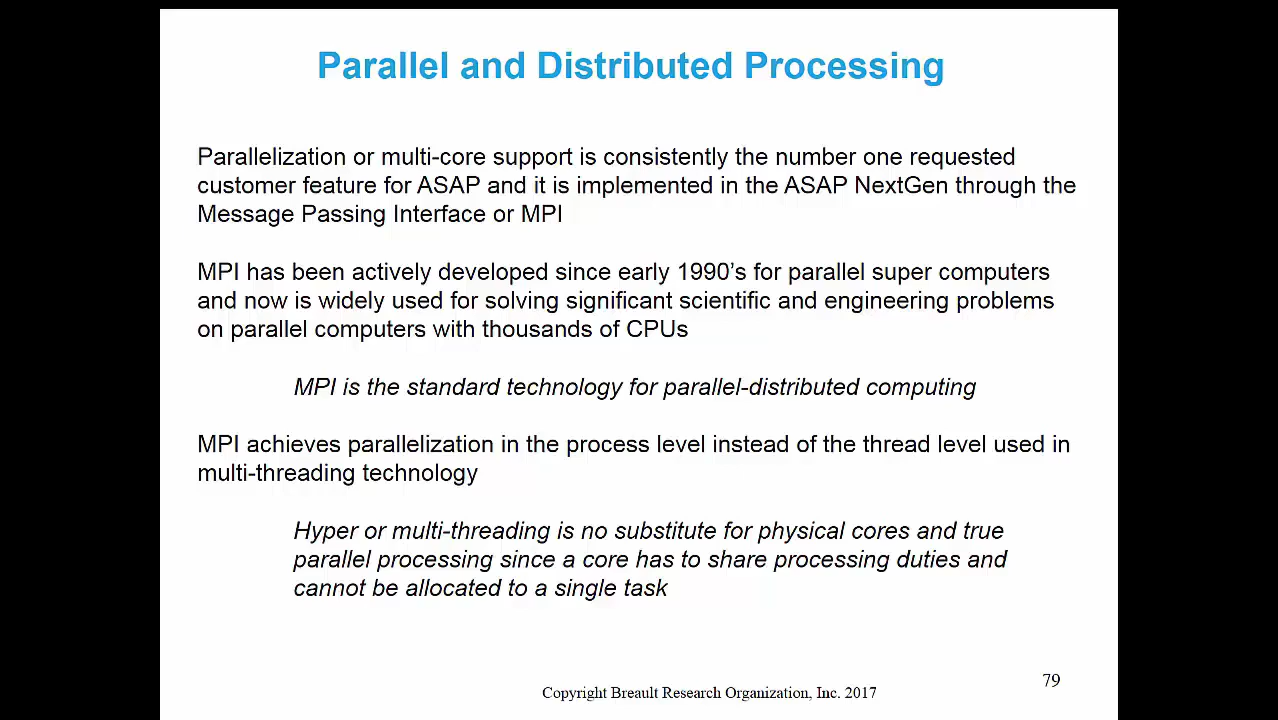 Parallel and Distributed Processing
Parallelization or multi-core support is consistently the number one requested
customer feature for ASAP and it is implemented in the ASAP NextGen through the
Message Passing Interface or MPI
MPI has been actively developed since early 1990’s for parallel super computers
and now is widely used for solving significant scientific and engineering problems
on parallel computers with thousands of CPUs
MPI is the standard technology for parallel-distributed computing
MPI achieves parallelization in the process level instead of the thread level used in
multi-threading technology
Hyper or multi-threading is no substitute for physical cores and true
parallel processing since a core has to share processing duties and
cannot be allocated to a single task
79
Copyright Breault Research Organization, Inc. 2017